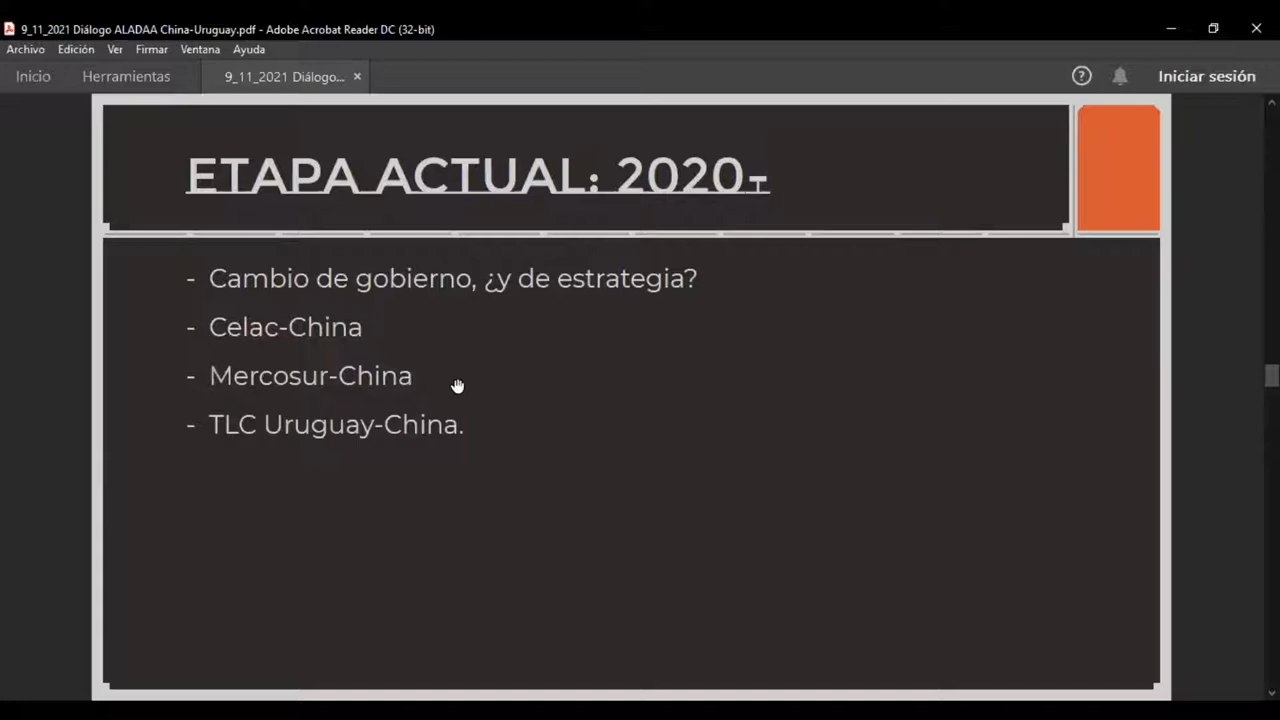 9_11_2021 Diálogo ALADAA China-Uruguay.pdf - Adobe Acrobat Reader DC (32-bit)
Archivo Edición Ver Firmar Ventana Ayuda
Inicio Herramientas 9_11_2021 Diálogo... × Iniciar sesión
ETAPA ACTUAL: 2020-
- Cambio de gobierno, ¿y de estrategia?
- Celac-China
- Mercosur-China
- TLC Uruguay-China.